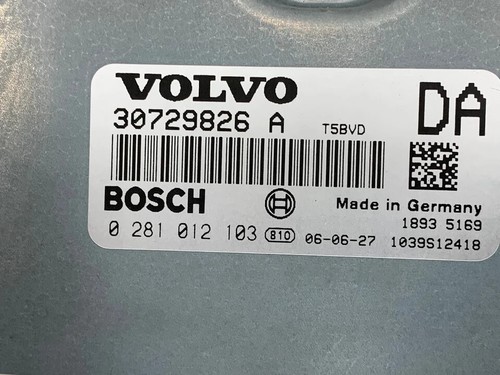 VOLVO
30729826 A T5BVD DA
BOSCH Made in Germany
1893 5169
0 281 012 103 810 06-06-27 1039S12418